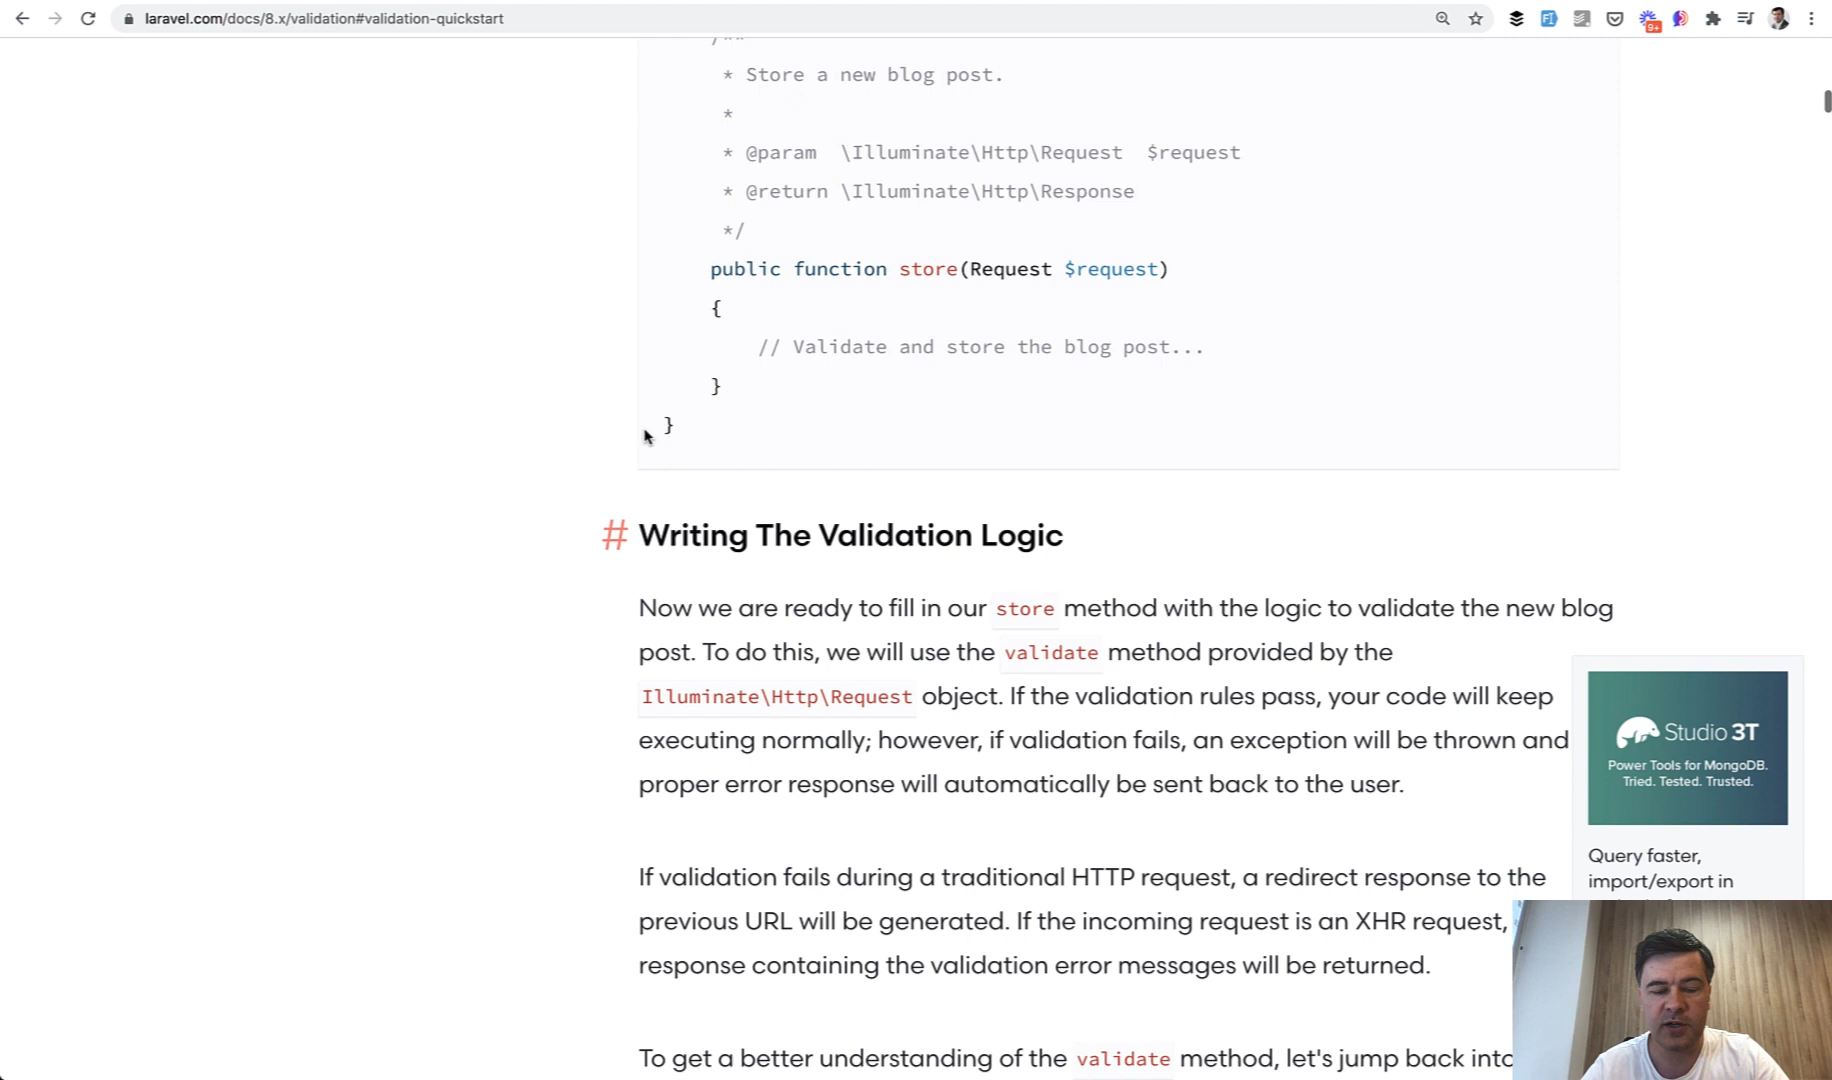 laravel.com/docs/8.x/validation#validation-quickstart
9+
/**
* Store a new blog post.
*
* @param \Illuminate\Http\Request $request
* @return \Illuminate\Http\Response
*/
public function store(Request $request)
{
// Validate and store the blog post...
}
}
# Writing The Validation Logic
Now we are ready to fill in our store method with the logic to validate the new blog
post. To do this, we will use the validate method provided by the
Illuminate\Http\Request object. If the validation rules pass, your code will keep
executing normally; however, if validation fails, an exception will be thrown and
proper error response will automatically be sent back to the user.
If validation fails during a traditional HTTP request, a redirect response to the
previous URL will be generated. If the incoming request is an XHR request,
response containing the validation error messages will be returned.
To get a better understanding of the validate method, let's jump back into
Studio 3T
Power Tools for MongoDB.
Tried. Tested. Trusted.
Query faster,
import/export in